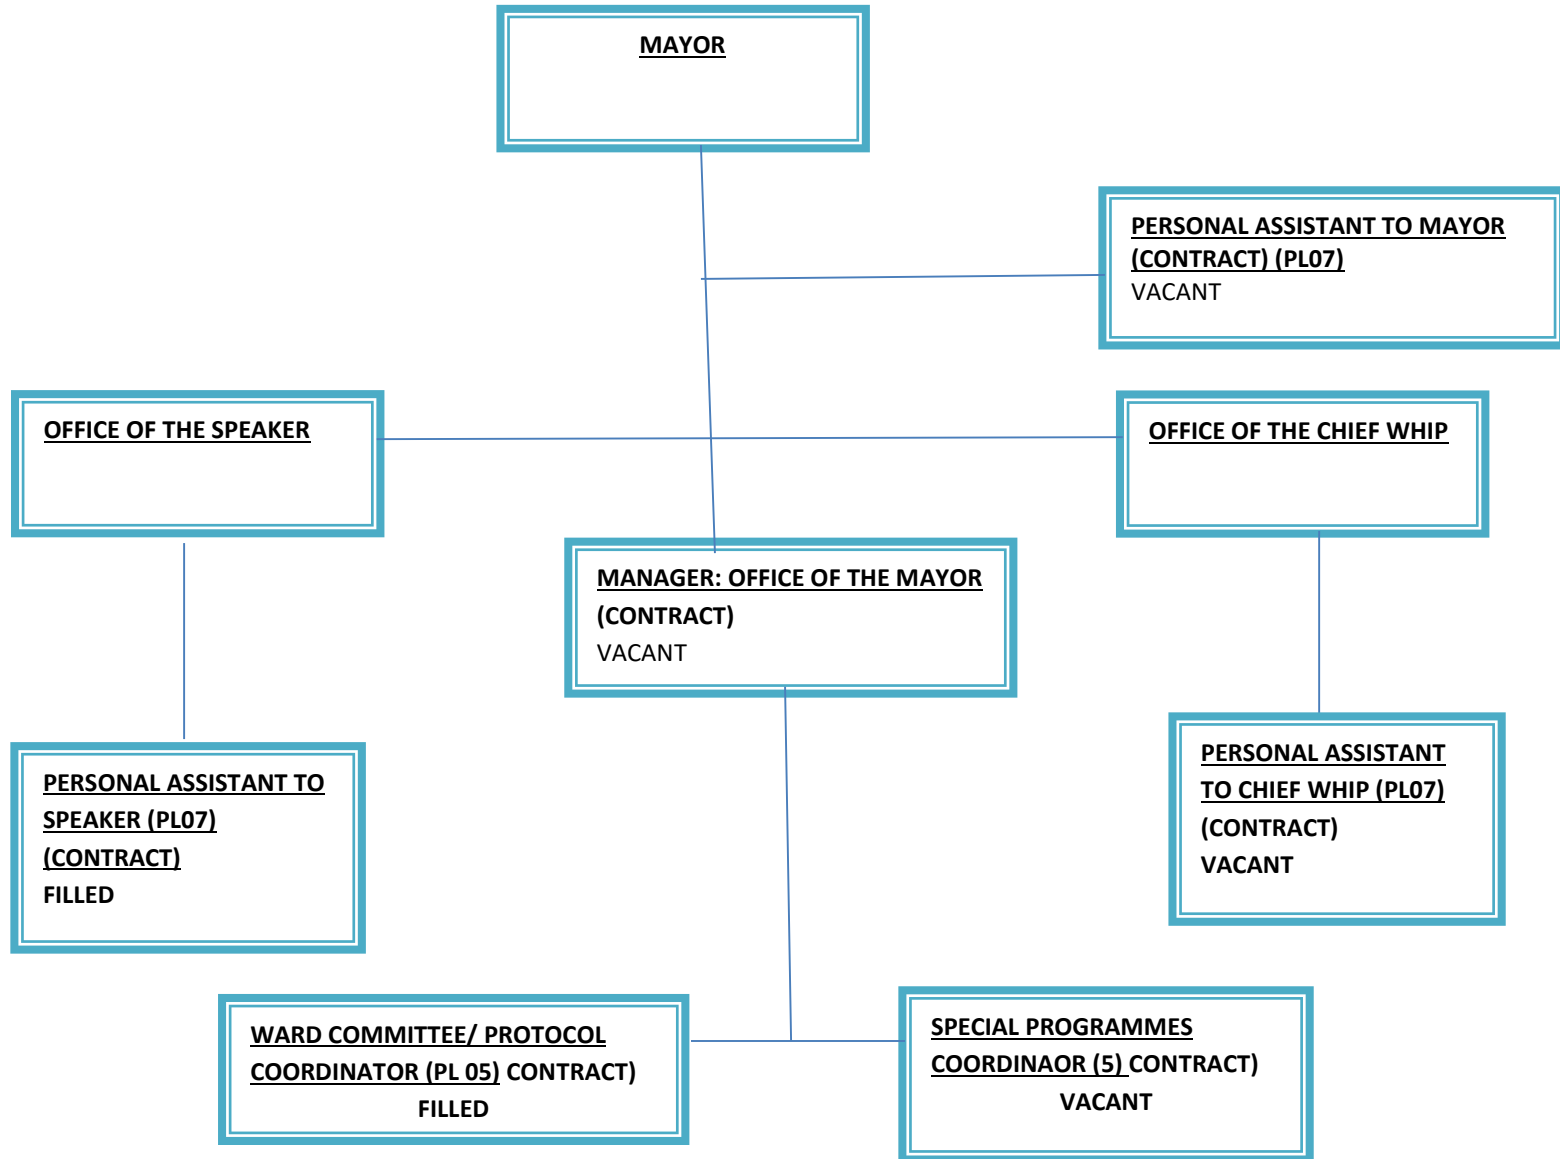 MAYOR
PERSONAL ASSISTANT TO MAYOR
(CONTRACT) (PL07)
VACANT
OFFICE OF THE SPEAKER
OFFICE OF THE CHIEF WHIP
MANAGER: OFFICE OF THE MAYOR
(CONTRACT)
VACANT
PERSONAL ASSISTANT TO
SPEAKER (PL07)
(CONTRACT)
FILLED
PERSONAL ASSISTANT
TO CHIEF WHIP (PL07)
(CONTRACT)
VACANT
WARD COMMITTEE/ PROTOCOL
COORDINATOR (PL 05) CONTRACT)
FILLED
SPECIAL PROGRAMMES
COORDINAOR (5) CONTRACT)
VACANT